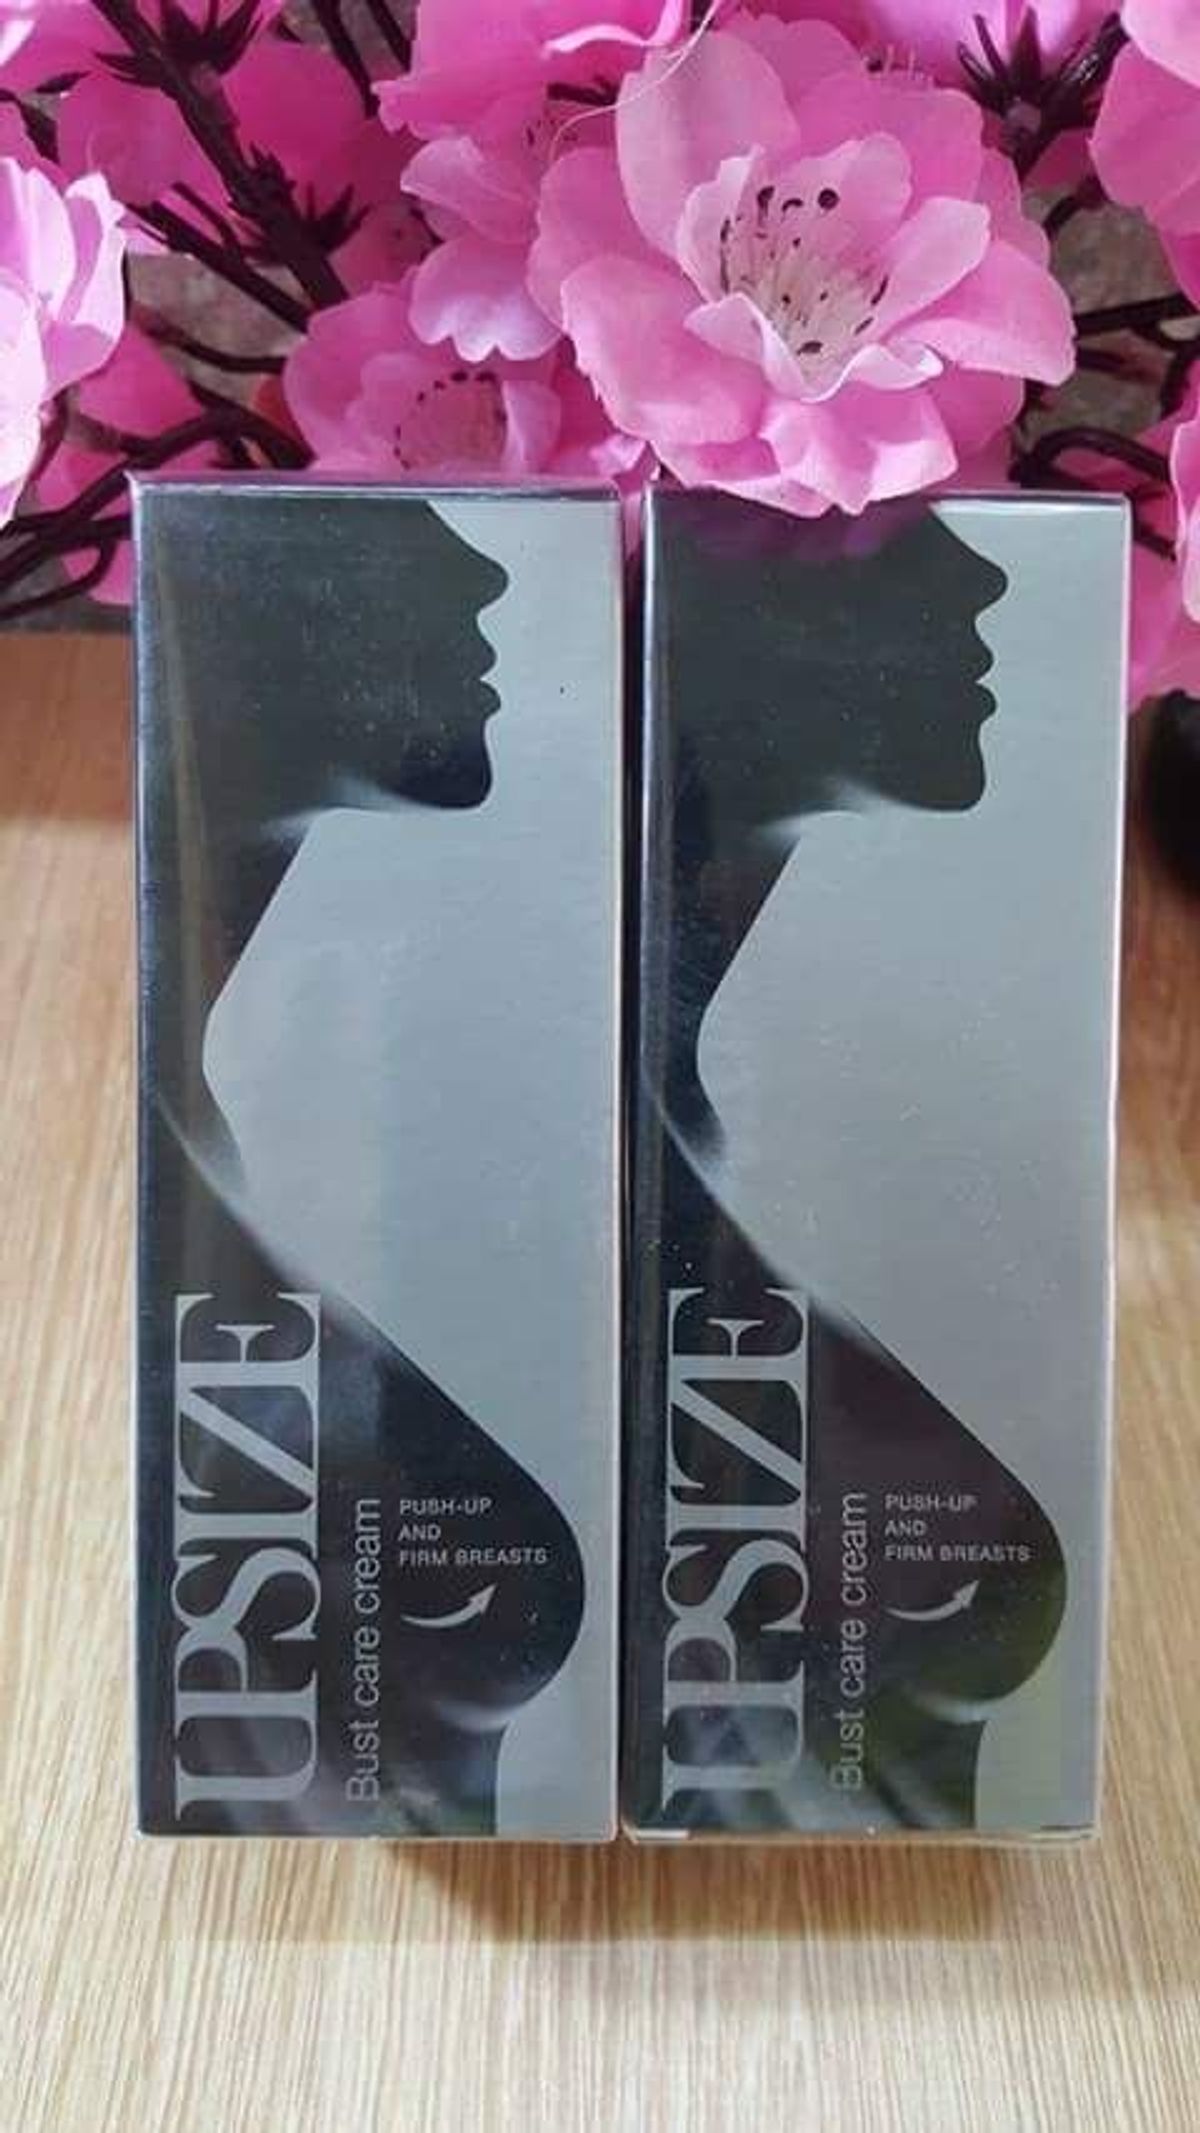 UPSIZE
Bust care cream
PUSH-UP
AND
FIRM BREASTS
UPSIZE
Bust care cream
PUSH-UP
AND
FIRM BREASTS